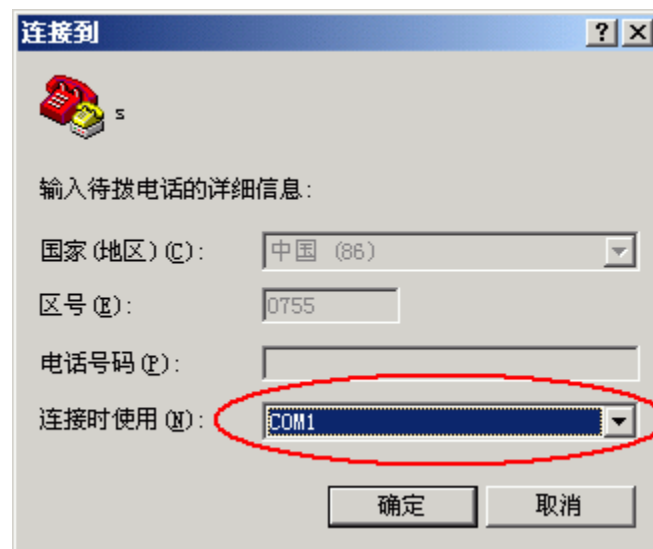 连接到
s
输入待拨电话的详细信息:
国家(地区)(C): 中国 (86)
区号(E): 0755
电话号码(P):
连接时使用(N): COM1
确定 取消